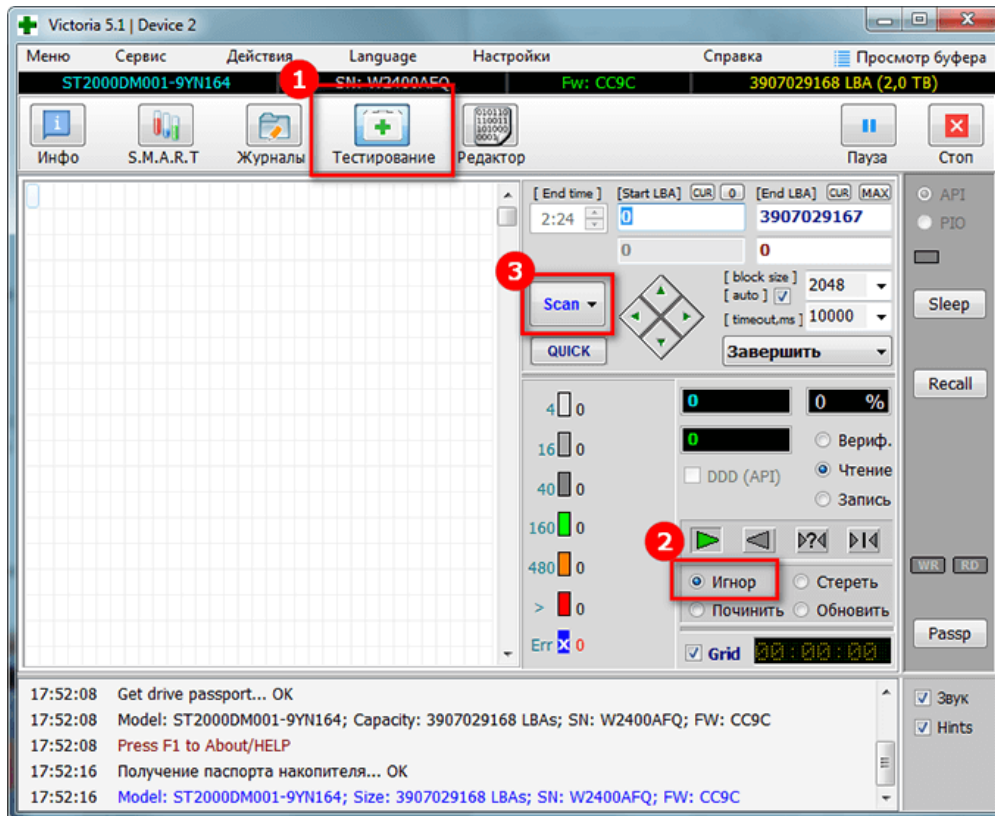 Victoria 5.1 | Device 2
Меню Сервис Действия Language Настройки Справка Просмотр буфера
ST2000DM001-9YN164 SN: W2400AFQ Fw: CC9C 3907029168 LBA (2,0 TB)
1
Инфо S.M.A.R.T Журналы Тестирование Редактор Пауза Стоп
[ End time ] [Start LBA] CUR 0 [End LBA] CUR MAX
2:24 0 3907029167
0 0
API
PIO
3
Scan
[ block size ] 2048
[ auto ]
[ timeout,ms ] 10000
QUICK Завершить
Sleep
Recall
4 0
16 0
40 0
160 0
480 0
> 0
Err x 0
0 0 %
0 Вериф.
DDD (API) Чтение
Запись
2
Игнор Стереть
Починить Обновить
Grid 00:00:00
WR RD
Passp
17:52:08 Get drive passport... OK
17:52:08 Model: ST2000DM001-9YN164; Capacity: 3907029168 LBAs; SN: W2400AFQ; FW: CC9C
17:52:08 Press F1 to About/HELP
17:52:16 Получение паспорта накопителя... OK
17:52:16 Model: ST2000DM001-9YN164; Size: 3907029168 LBAs; SN: W2400AFQ; FW: CC9C
Звук
Hints